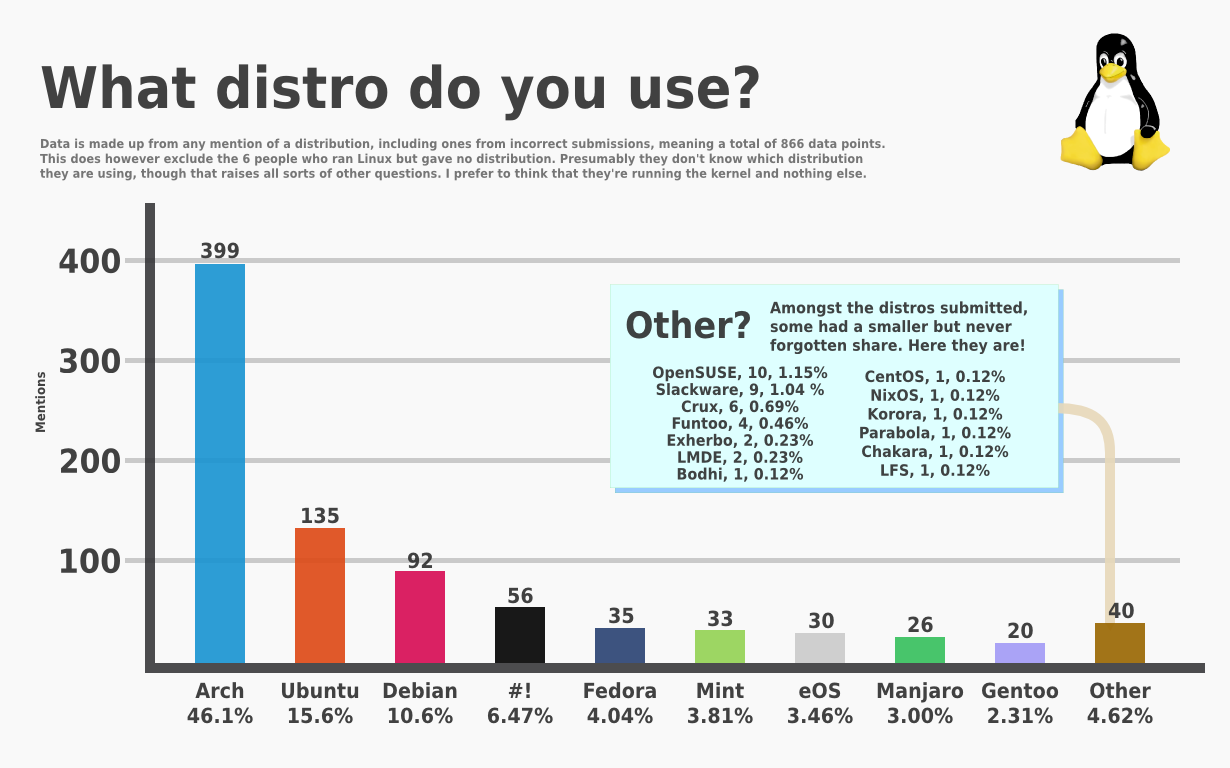 What distro do you use?
Data is made up from any mention of a distribution, including ones from incorrect submissions, meaning a total of 866 data points.
This does however exclude the 6 people who ran Linux but gave no distribution. Presumably they don't know which distribution
they are using, though that raises all sorts of other questions. I prefer to think that they're running the kernel and nothing else.
Mentions
400
300
200
100
399
135
92
56
35
33
30
26
20
40
Other?
Amongst the distros submitted,
some had a smaller but never
forgotten share. Here they are!
OpenSUSE, 10, 1.15%
Slackware, 9, 1.04 %
Crux, 6, 0.69%
Funtoo, 4, 0.46%
Exherbo, 2, 0.23%
LMDE, 2, 0.23%
Bodhi, 1, 0.12%
CentOS, 1, 0.12%
NixOS, 1, 0.12%
Korora, 1, 0.12%
Parabola, 1, 0.12%
Chakara, 1, 0.12%
LFS, 1, 0.12%
Arch Ubuntu Debian #! Fedora Mint eOS Manjaro Gentoo Other
46.1% 15.6% 10.6% 6.47% 4.04% 3.81% 3.46% 3.00% 2.31% 4.62%